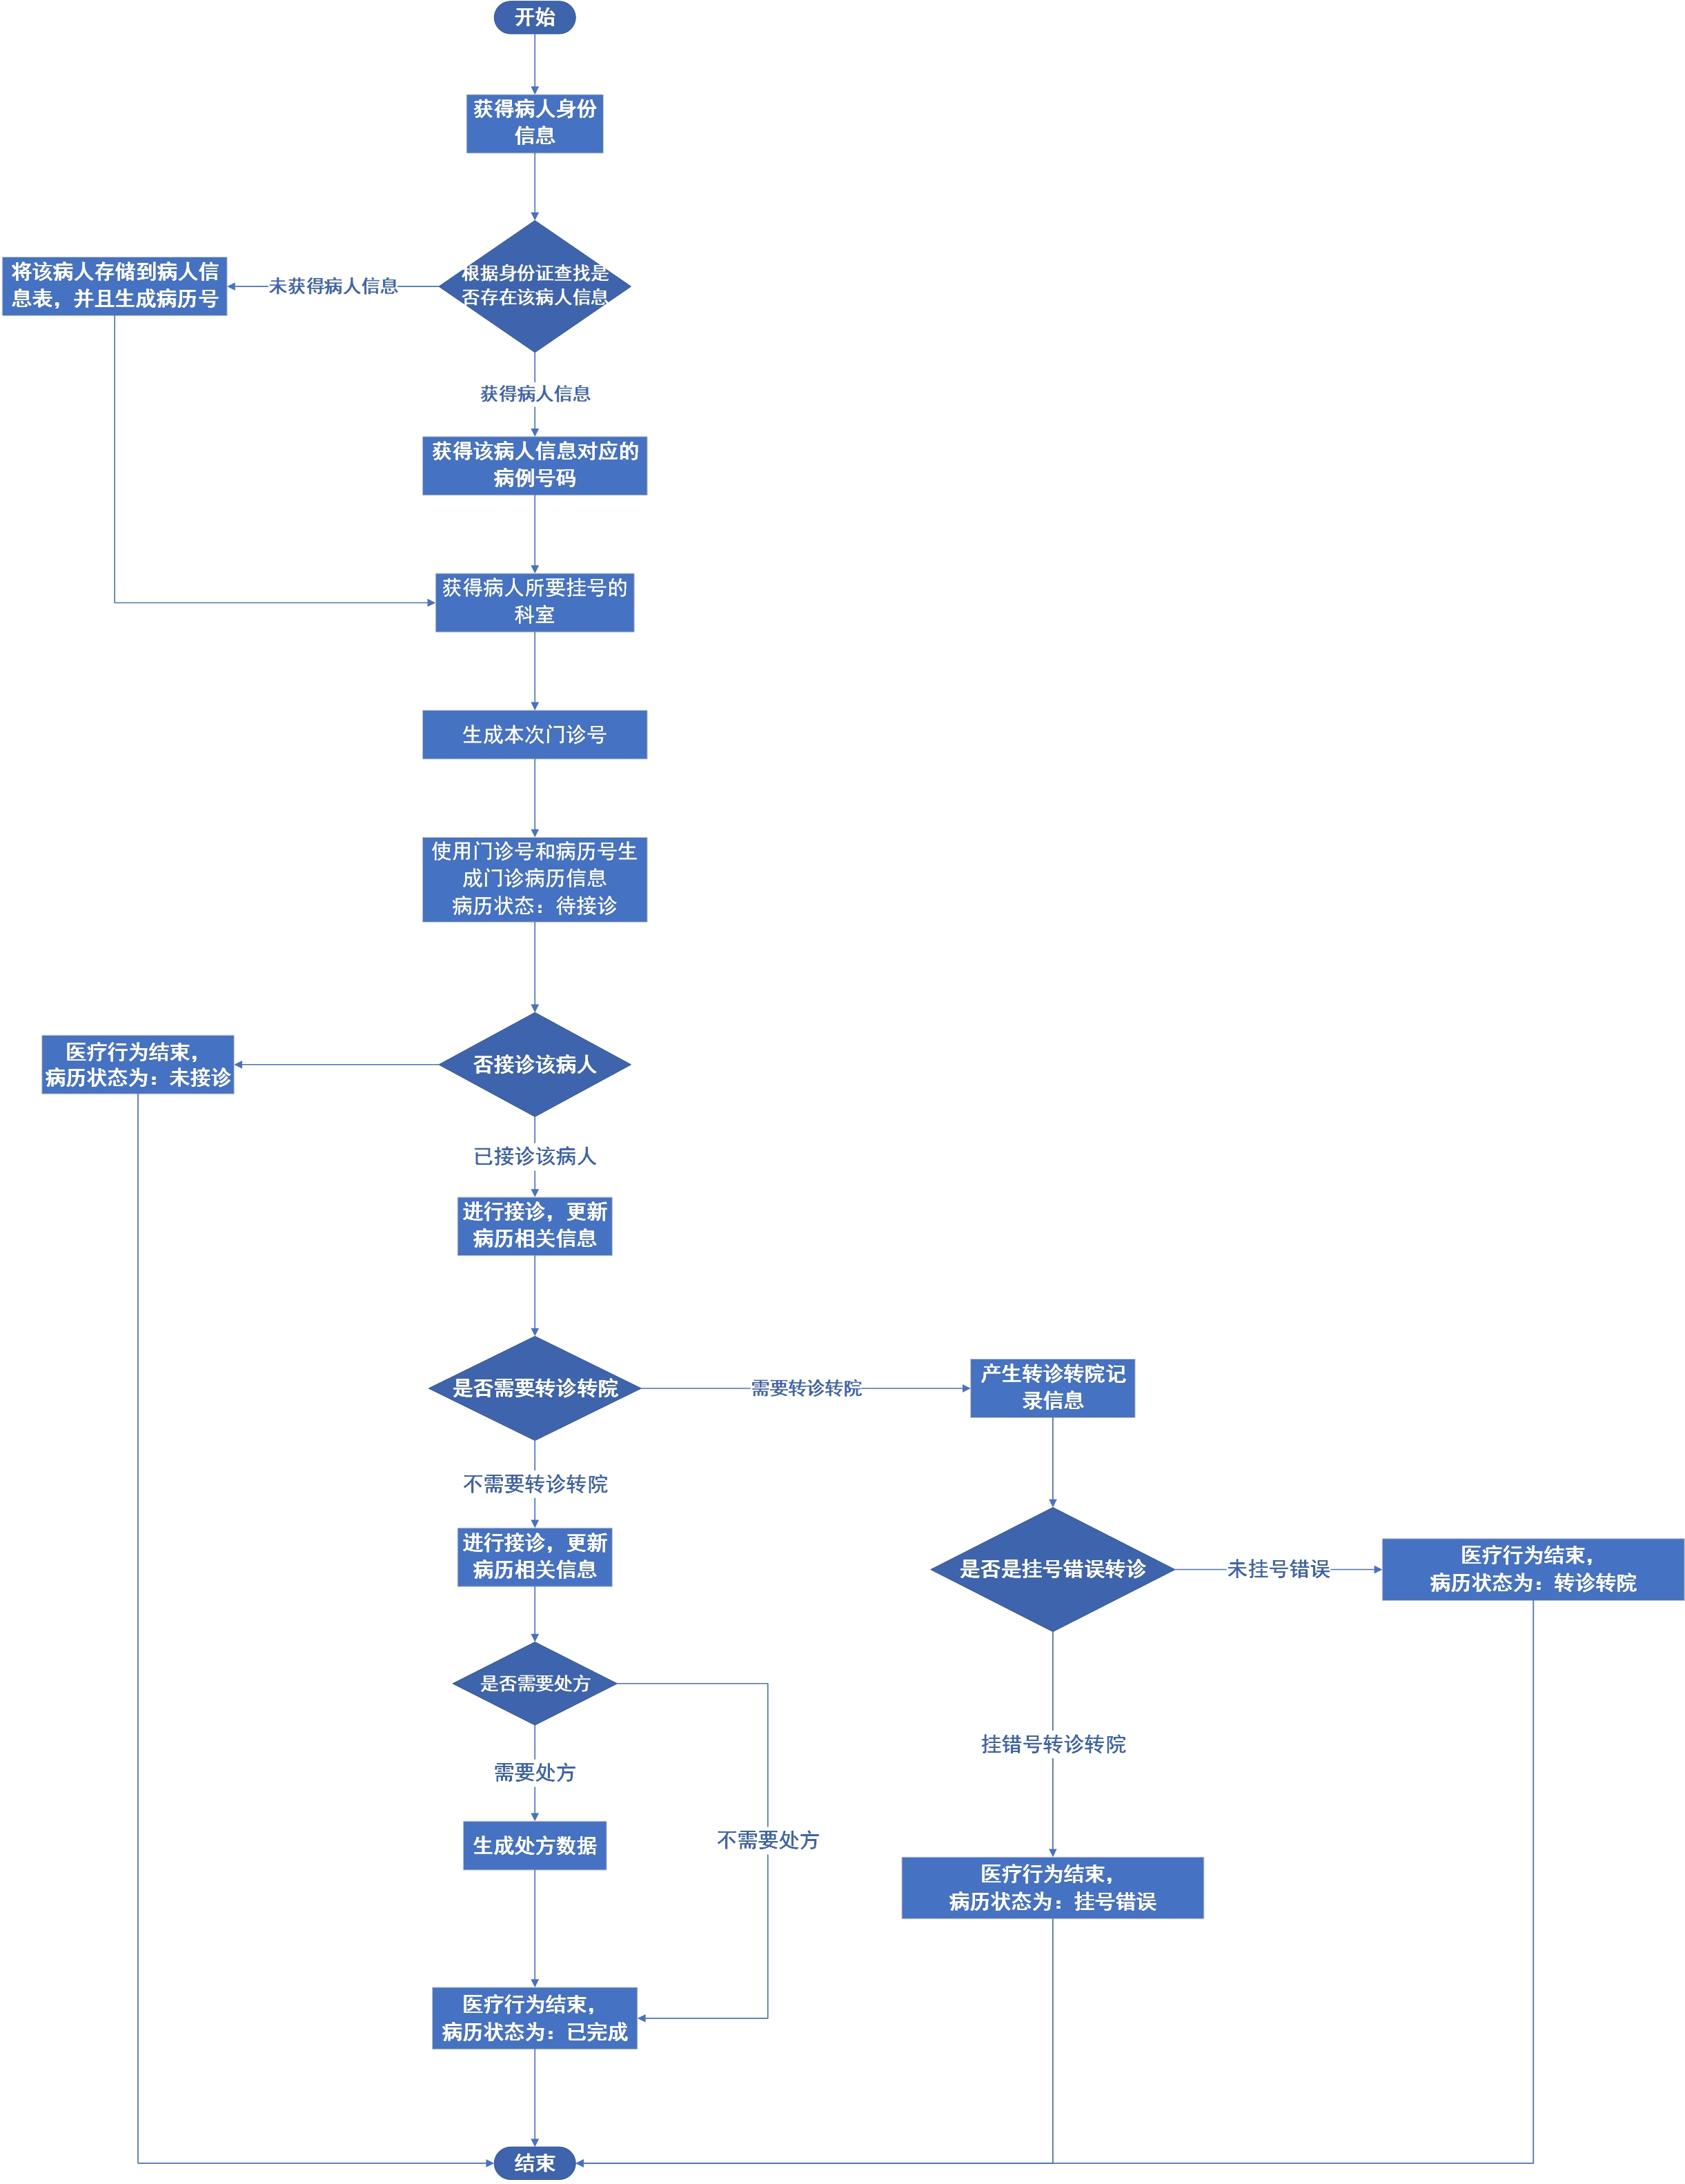 开始
获得病人身份
信息
根据身份证查找是
否存在该病人信息
未获得病人信息
将该病人存储到病人信
息表，并且生成病历号
获得病人信息
获得该病人信息对应的
病例号码
获得病人所要挂号的
科室
生成本次门诊号
使用门诊号和病历号生
成门诊病历信息
病历状态：待接诊
否接诊该病人
医疗行为结束，
病历状态为：未接诊
已接诊该病人
进行接诊，更新
病历相关信息
是否需要转诊转院
需要转诊转院
产生转诊转院记
录信息
不需要转诊转院
进行接诊，更新
病历相关信息
是否是挂号错误转诊
未挂号错误
医疗行为结束，
病历状态为：转诊转院
是否需要处方
挂错号转诊转院
需要处方
不需要处方
生成处方数据
医疗行为结束，
病历状态为：挂号错误
医疗行为结束，
病历状态为：已完成
结束